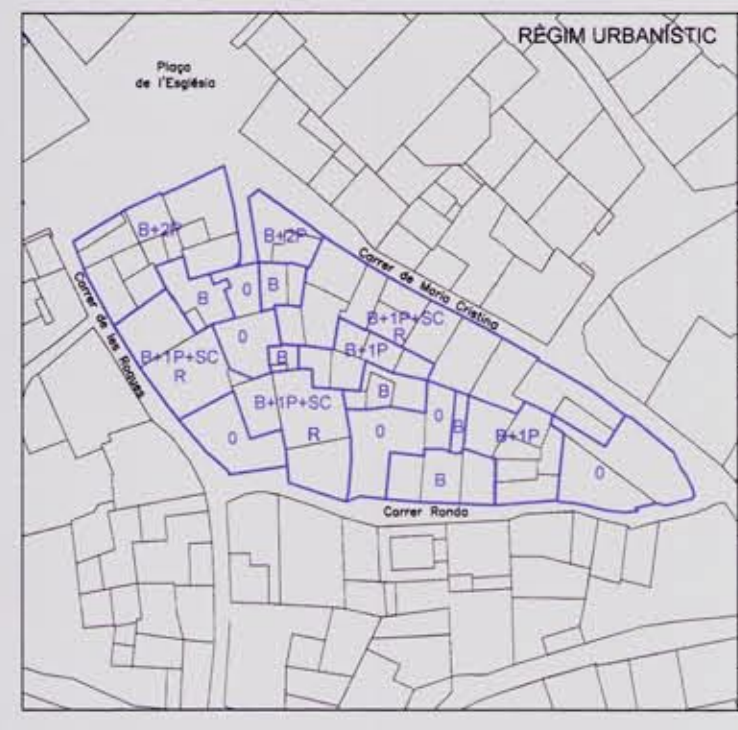 RÈGIM URBANÍSTIC
Plaça
de l'Església
B+2P
B+2P
B
0
B
Carrer de Maria Cristina
B+1P+SC
R
0
B+1P
B
B+1P+SC
R
Carrer de les Roques
B+1P+SC
R
B
0
0
0
B
B+1P
B
0
Carrer Ronda